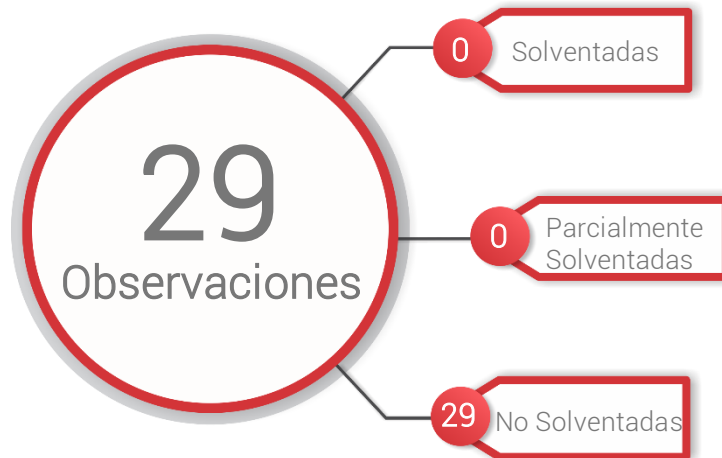 29
Observaciones
0
Solventadas
0
Parcialmente
Solventadas
29
No Solventadas